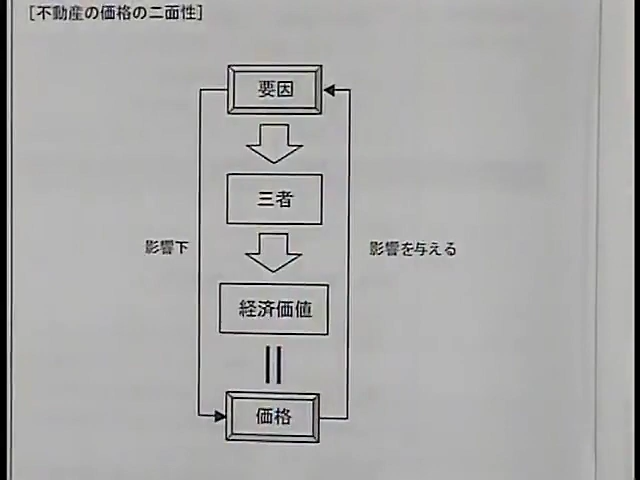 [不動産の価格の二面性]
要因
三者
影響下
影響を与える
経済価値
価格